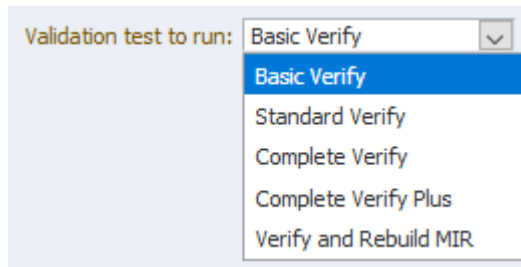 Validation test to run: Basic Verify
Basic Verify
Standard Verify
Complete Verify
Complete Verify Plus
Verify and Rebuild MIR